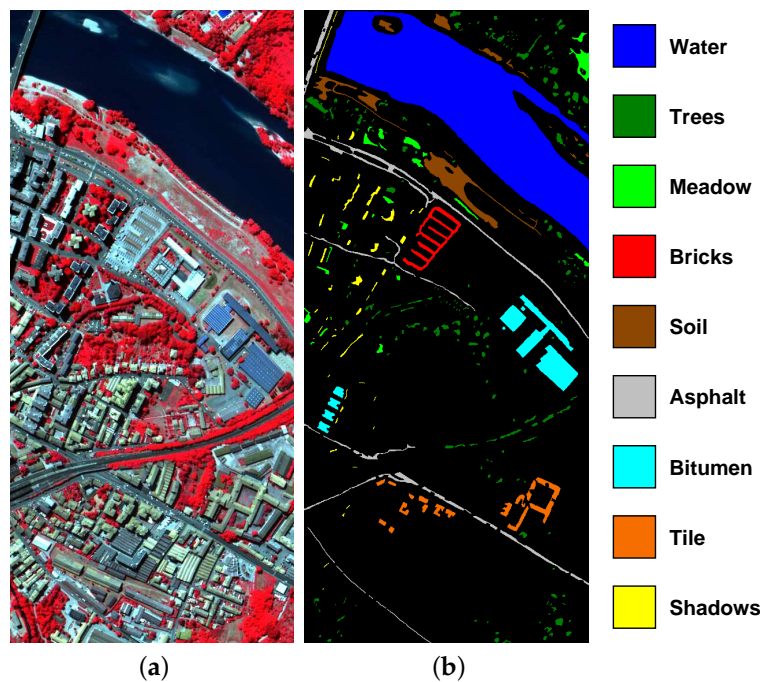 Water
Trees
Meadow
Bricks
Soil
Asphalt
Bitumen
Tile
Shadows
(a)
(b)